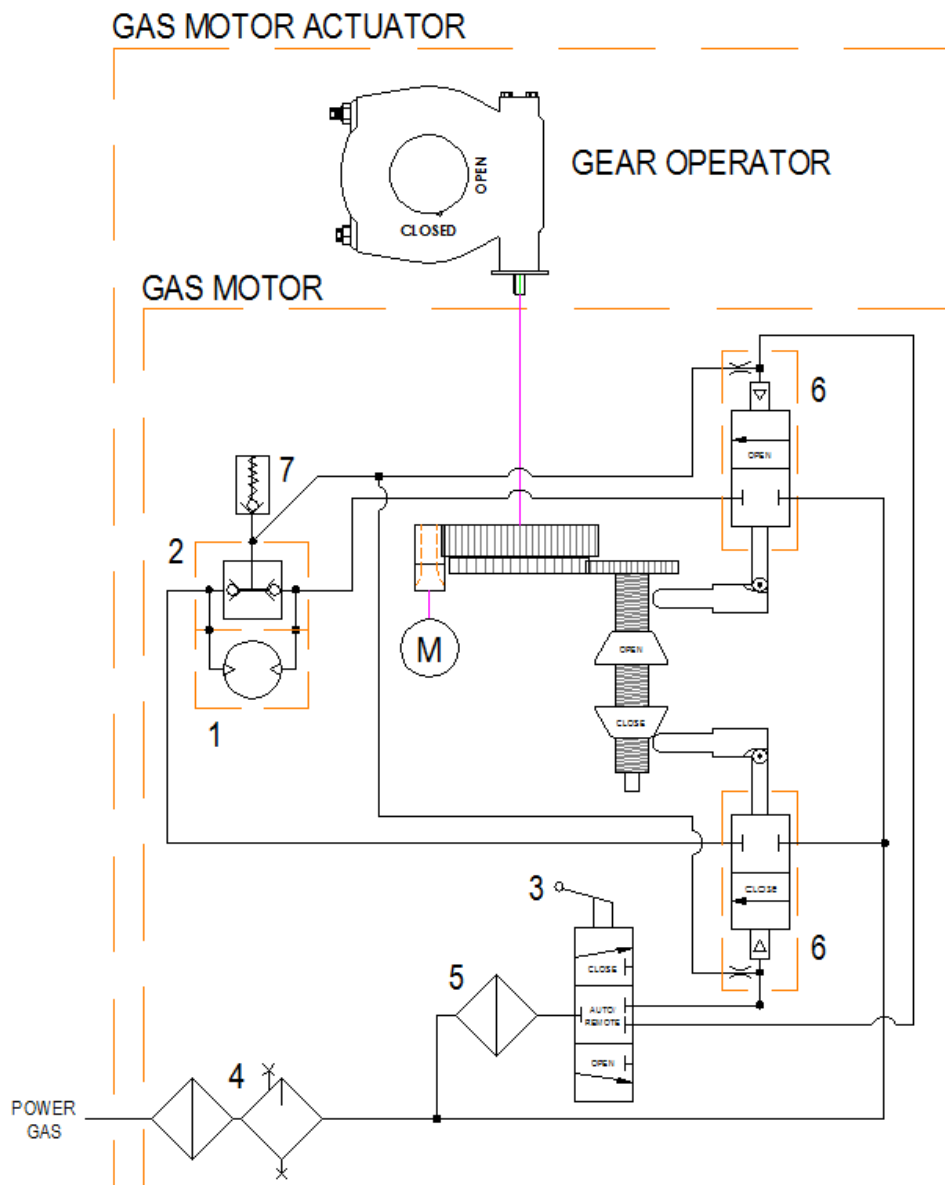 GAS MOTOR ACTUATOR
GEAR OPERATOR
OPEN
CLOSED
GAS MOTOR
6
OPEN
7
2
M
OPEN
1
CLOSE
3
CLOSE
6
5
CLOSE
AUTO/
REMOTE
OPEN
4
POWER
GAS